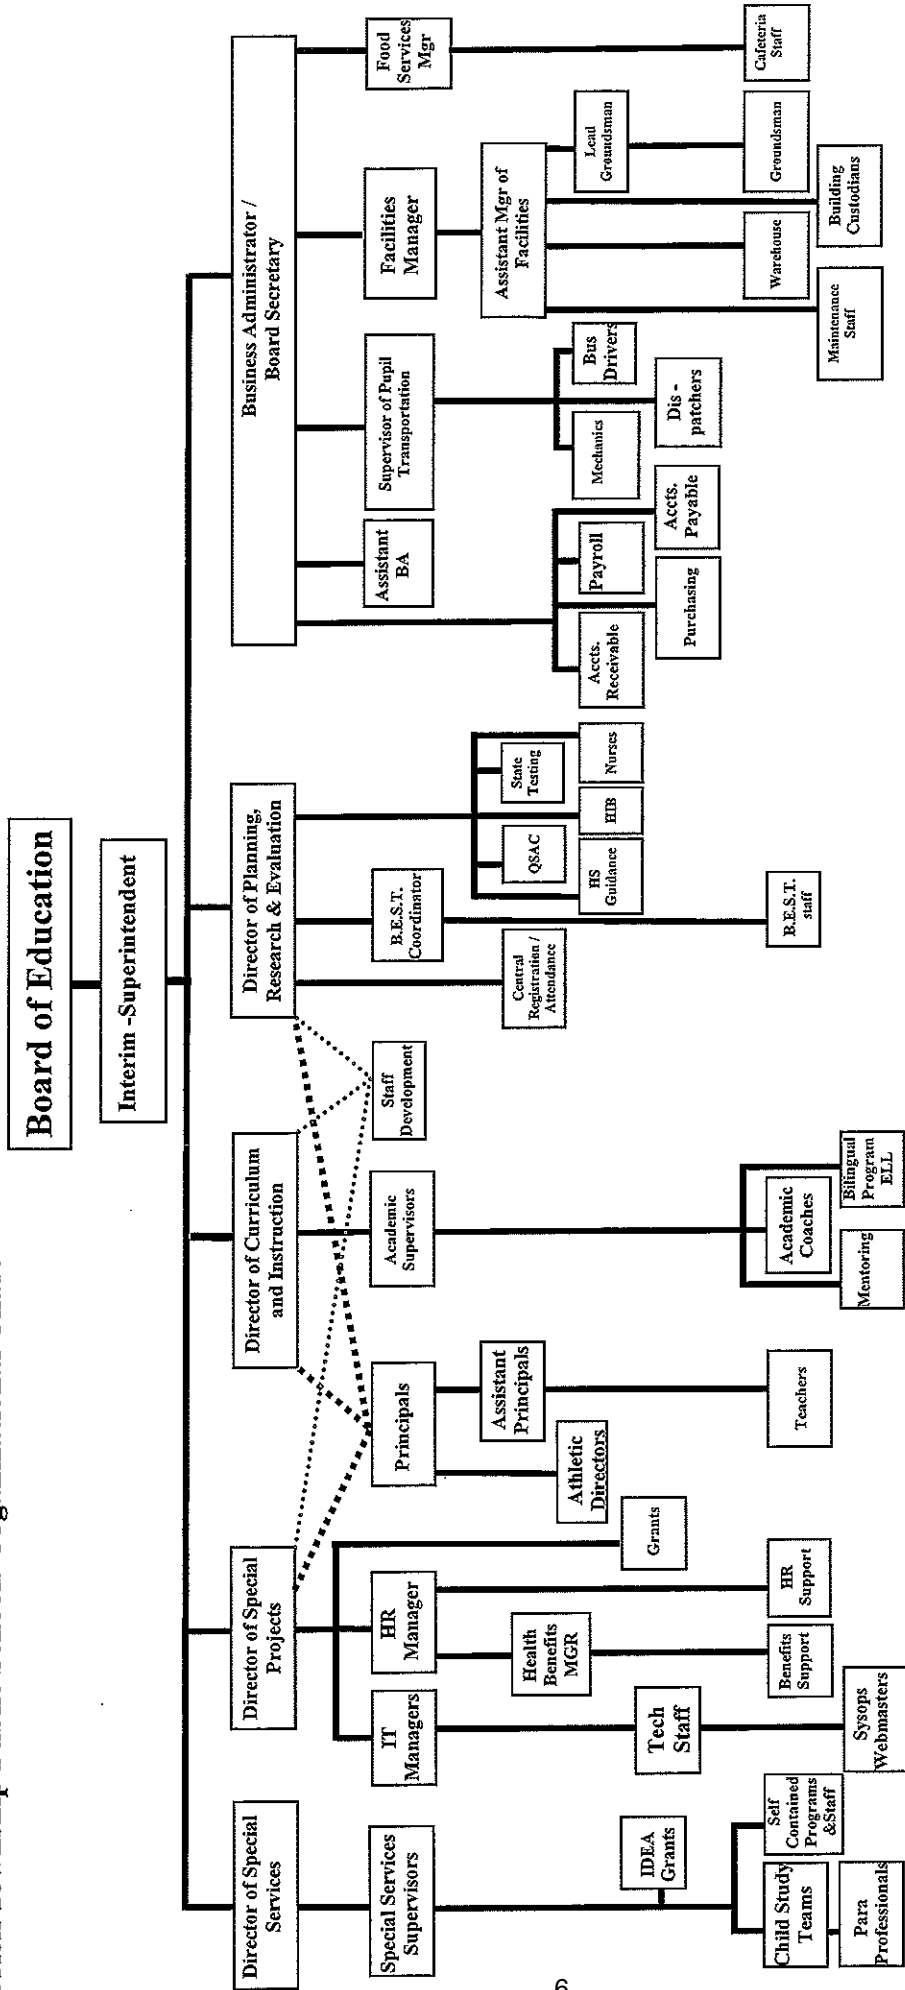 Board of Education
Interim -Superintendent
Director of Special
Services
Director of Special
Projects
Director of Curriculum
and Instruction
Director of Planning,
Research & Evaluation
Business Administrator /
Board Secretary
Special Services
Supervisors
IT
Managers
HR
Manager
Principals
Academic
Supervisors
Staff
Development
B.E.S.T.
Coordinator
Assistant
BA
Supervisor of Pupil
Transportation
Facilities
Manager
Food
Services
Mgr
Health
Benefits
MGR
Assistant
Principals
Central
Registration /
Attendance
QSAC
State
Testing
Assistant Mgr of
Facilities
Athletic
Directors
HS
Guidance
HIB
Nurses
Accts.
Receivable
Payroll
Mechanics
Bus
Drivers
Lead
Groundsman
IDEA
Grants
Tech
Staff
Grants
Purchasing
Accts.
Payable
Dis -
patchers
Child Study
Teams
Self
Contained
Programs
&Staff
Benefits
Support
HR
Support
Teachers
Academic
Coaches
B.E.S.T.
staff
Warehouse
Groundsman
Cafeteria
Staff
Para
Professionals
Sysops
Webmasters
Mentoring
Bilingual
Program
ELL
Maintenance
Staff
Building
Custodians
6